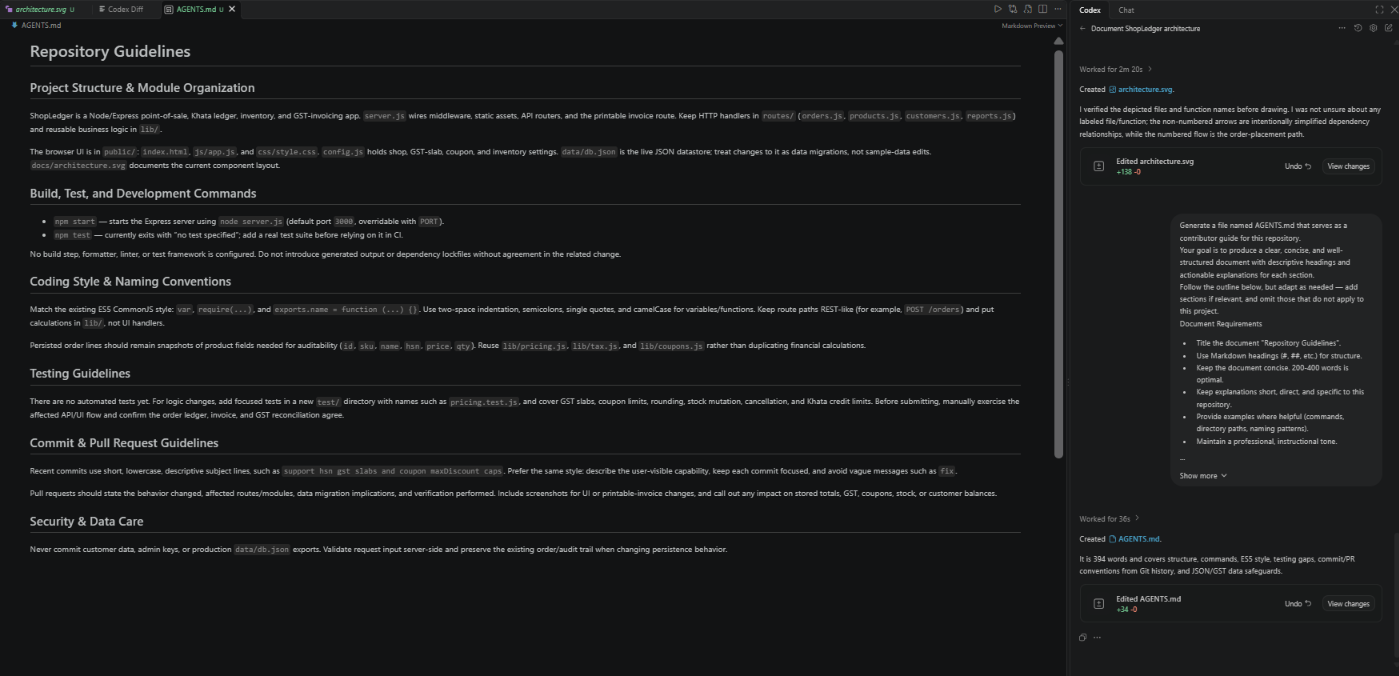 architecture.svg U
Codex Diff
AGENTS.md U
AGENTS.md
Markdown Preview
Repository Guidelines
Project Structure & Module Organization
ShopLedger is a Node/Express point-of-sale, Khata ledger, inventory, and GST-invoicing app. server.js wires middleware, static assets, API routers, and the printable invoice route. Keep HTTP handlers in routes/ (orders.js, products.js, customers.js, reports.js)
and reusable business logic in lib/.
The browser UI is in public/: index.html, js/app.js, and css/style.css. config.js holds shop, GST-slab, coupon, and inventory settings. data/db.json is the live JSON datastore; treat changes to it as data migrations, not sample-data edits.
docs/architecture.svg documents the current component layout.
Build, Test, and Development Commands
• npm start — starts the Express server using node server.js (default port 3000, overridable with PORT).
• npm test — currently exits with "no test specified"; add a real test suite before relying on it in CI.
No build step, formatter, linter, or test framework is configured. Do not introduce generated output or dependency lockfiles without agreement in the related change.
Coding Style & Naming Conventions
Match the existing ES5 CommonJS style: var, require(...), and exports.name = function (...) {}. Use two-space indentation, semicolons, single quotes, and camelCase for variables/functions. Keep route paths REST-like (for example, POST /orders) and put
calculations in lib/, not UI handlers.
Persisted order lines should remain snapshots of product fields needed for auditability (id, sku, name, hsn, price, qty). Reuse lib/pricing.js, lib/tax.js, and lib/coupons.js rather than duplicating financial calculations.
Testing Guidelines
There are no automated tests yet. For logic changes, add focused tests in a new test/ directory with names such as pricing.test.js, and cover GST slabs, coupon limits, rounding, stock mutation, cancellation, and Khata credit limits. Before submitting, manually exercise the
affected API/UI flow and confirm the order ledger, invoice, and GST reconciliation agree.
Commit & Pull Request Guidelines
Recent commits use short, lowercase, descriptive subject lines, such as support hsn gst slabs and coupon maxDiscount caps. Prefer the same style: describe the user-visible capability, keep each commit focused, and avoid vague messages such as fix.
Pull requests should state the behavior changed, affected routes/modules, data migration implications, and verification performed. Include screenshots for UI or printable-invoice changes, and call out any impact on stored totals, GST, coupons, stock, or customer balances.
Security & Data Care
Never commit customer data, admin keys, or production data/db.json exports. Validate request input server-side and preserve the existing order/audit trail when changing persistence behavior.
Codex
Chat
Document ShopLedger architecture
Worked for 2m 20s
Created architecture.svg.
I verified the depicted files and function names before drawing. I was not unsure about any
labeled file/function; the non-numbered arrows are intentionally simplified dependency
relationships, while the numbered flow is the order-placement path.
Edited architecture.svg
+138 -0
Undo
View changes
Generate a file named AGENTS.md that serves as a
contributor guide for this repository.
Your goal is to produce a clear, concise, and well-
structured document with descriptive headings and
actionable explanations for each section.
Follow the outline below, but adapt as needed — add
sections if relevant, and omit those that do not apply to
this project.
Document Requirements
• Title the document "Repository Guidelines".
• Use Markdown headings (#, ##, etc.) for structure.
• Keep the document concise. 200-400 words is
optimal.
• Keep explanations short, direct, and specific to this
repository.
• Provide examples where helpful (commands,
directory paths, naming patterns).
• Maintain a professional, instructional tone.
...
Show more
Worked for 36s
Created AGENTS.md.
It is 394 words and covers structure, commands, ES5 style, testing gaps, commit/PR
conventions from Git history, and JSON/GST data safeguards.
Edited AGENTS.md
+34 -0
Undo
View changes